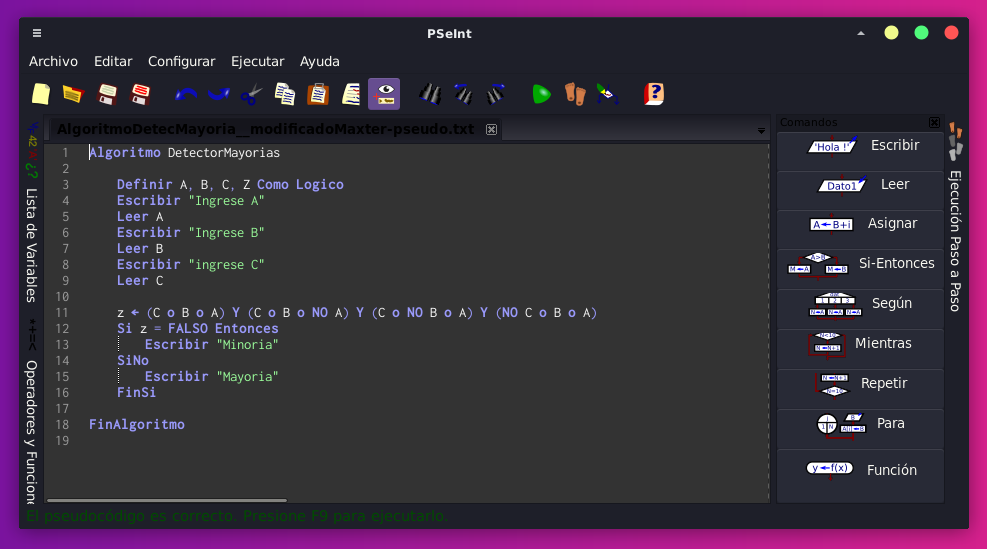 PSeInt
Archivo Editar Configurar Ejecutar Ayuda
AlgoritmoDetecMayoria__modificadoMaxter-pseudo.txt
1 Algoritmo DetectorMayorias
2
3 Definir A, B, C, Z Como Logico
4 Escribir "Ingrese A"
5 Leer A
6 Escribir "Ingrese B"
7 Leer B
8 Escribir "ingrese C"
9 Leer C
10
11 z ← (C o B o A) Y (C o B o NO A) Y (C o NO B o A) Y (NO C o B o A)
12 Si z = FALSO Entonces
13 Escribir "Minoria"
14 SiNo
15 Escribir "Mayoria"
16 FinSi
17
18 FinAlgoritmo
19
Lista de Variables
*+=<
Operadores y Funcione
Comandos
'Hola !' Escribir
Dato1 Leer
A←B+i Asignar
A>B M←A M←B Si-Entonces
Según
Mientras
Repetir
Para
y←f(x) Función
Ejecución Paso a Paso
El pseudocódigo es correcto. Presione F9 para ejecutarlo.